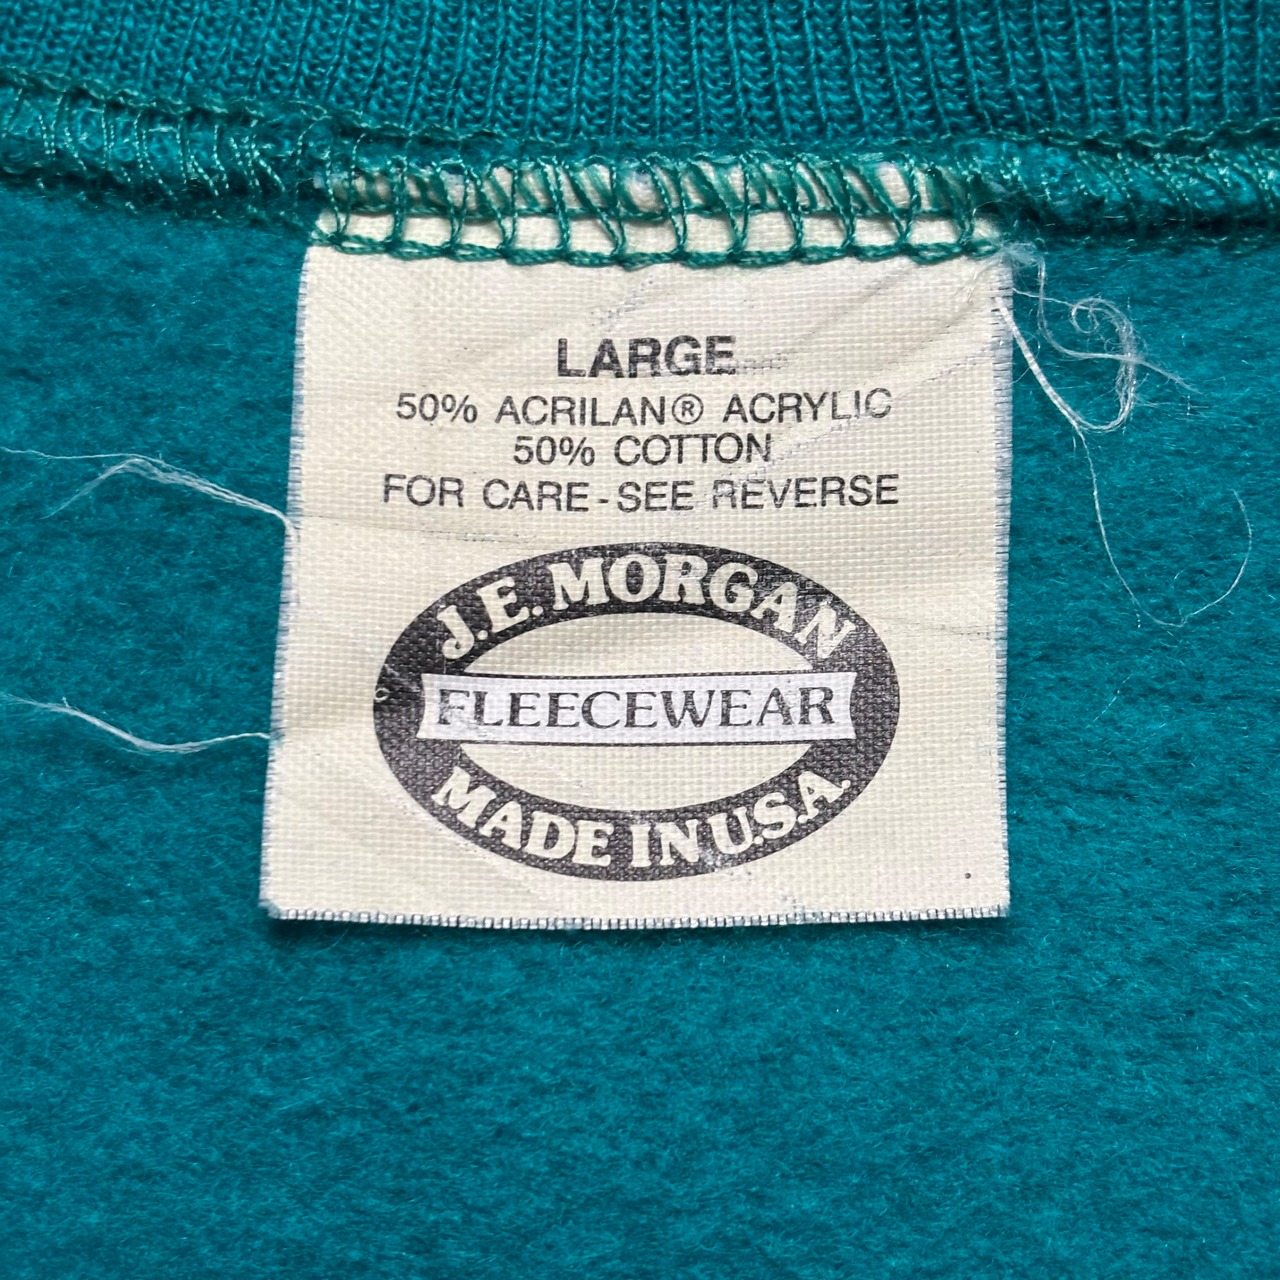 LARGE
50% ACRILAN® ACRYLIC
50% COTTON
FOR CARE - SEE REVERSE
J.E. MORGAN
FLEECEWEAR
MADE IN U.S.A.